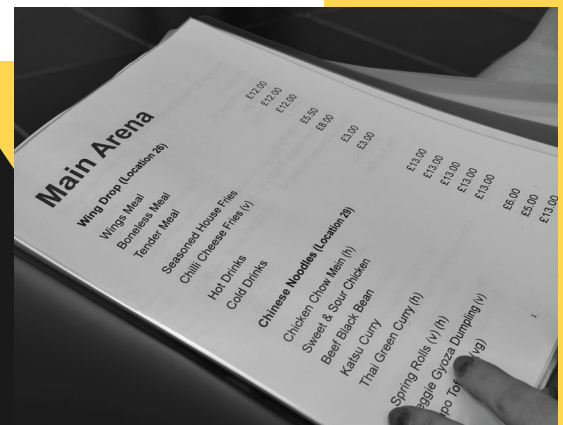 Main Arena
Wing Drop (Location 26)
Wings Meal £12.00
Boneless Meal £12.00
Tender Meal £12.00
Seasoned House Fries £5.50
Chilli Cheese Fries (v) £8.00
Hot Drinks £3.00
Cold Drinks £3.00
Chinese Noodles (Location 29)
Chicken Chow Mein (h) £13.00
Sweet & Sour Chicken £13.00
Beef Black Bean £13.00
Katsu Curry £13.00
Thai Green Curry (h) £13.00
Spring Rolls (v) (h) £6.00
Gyoza Dumpling (v) £5.00
(vg) £13.00
1